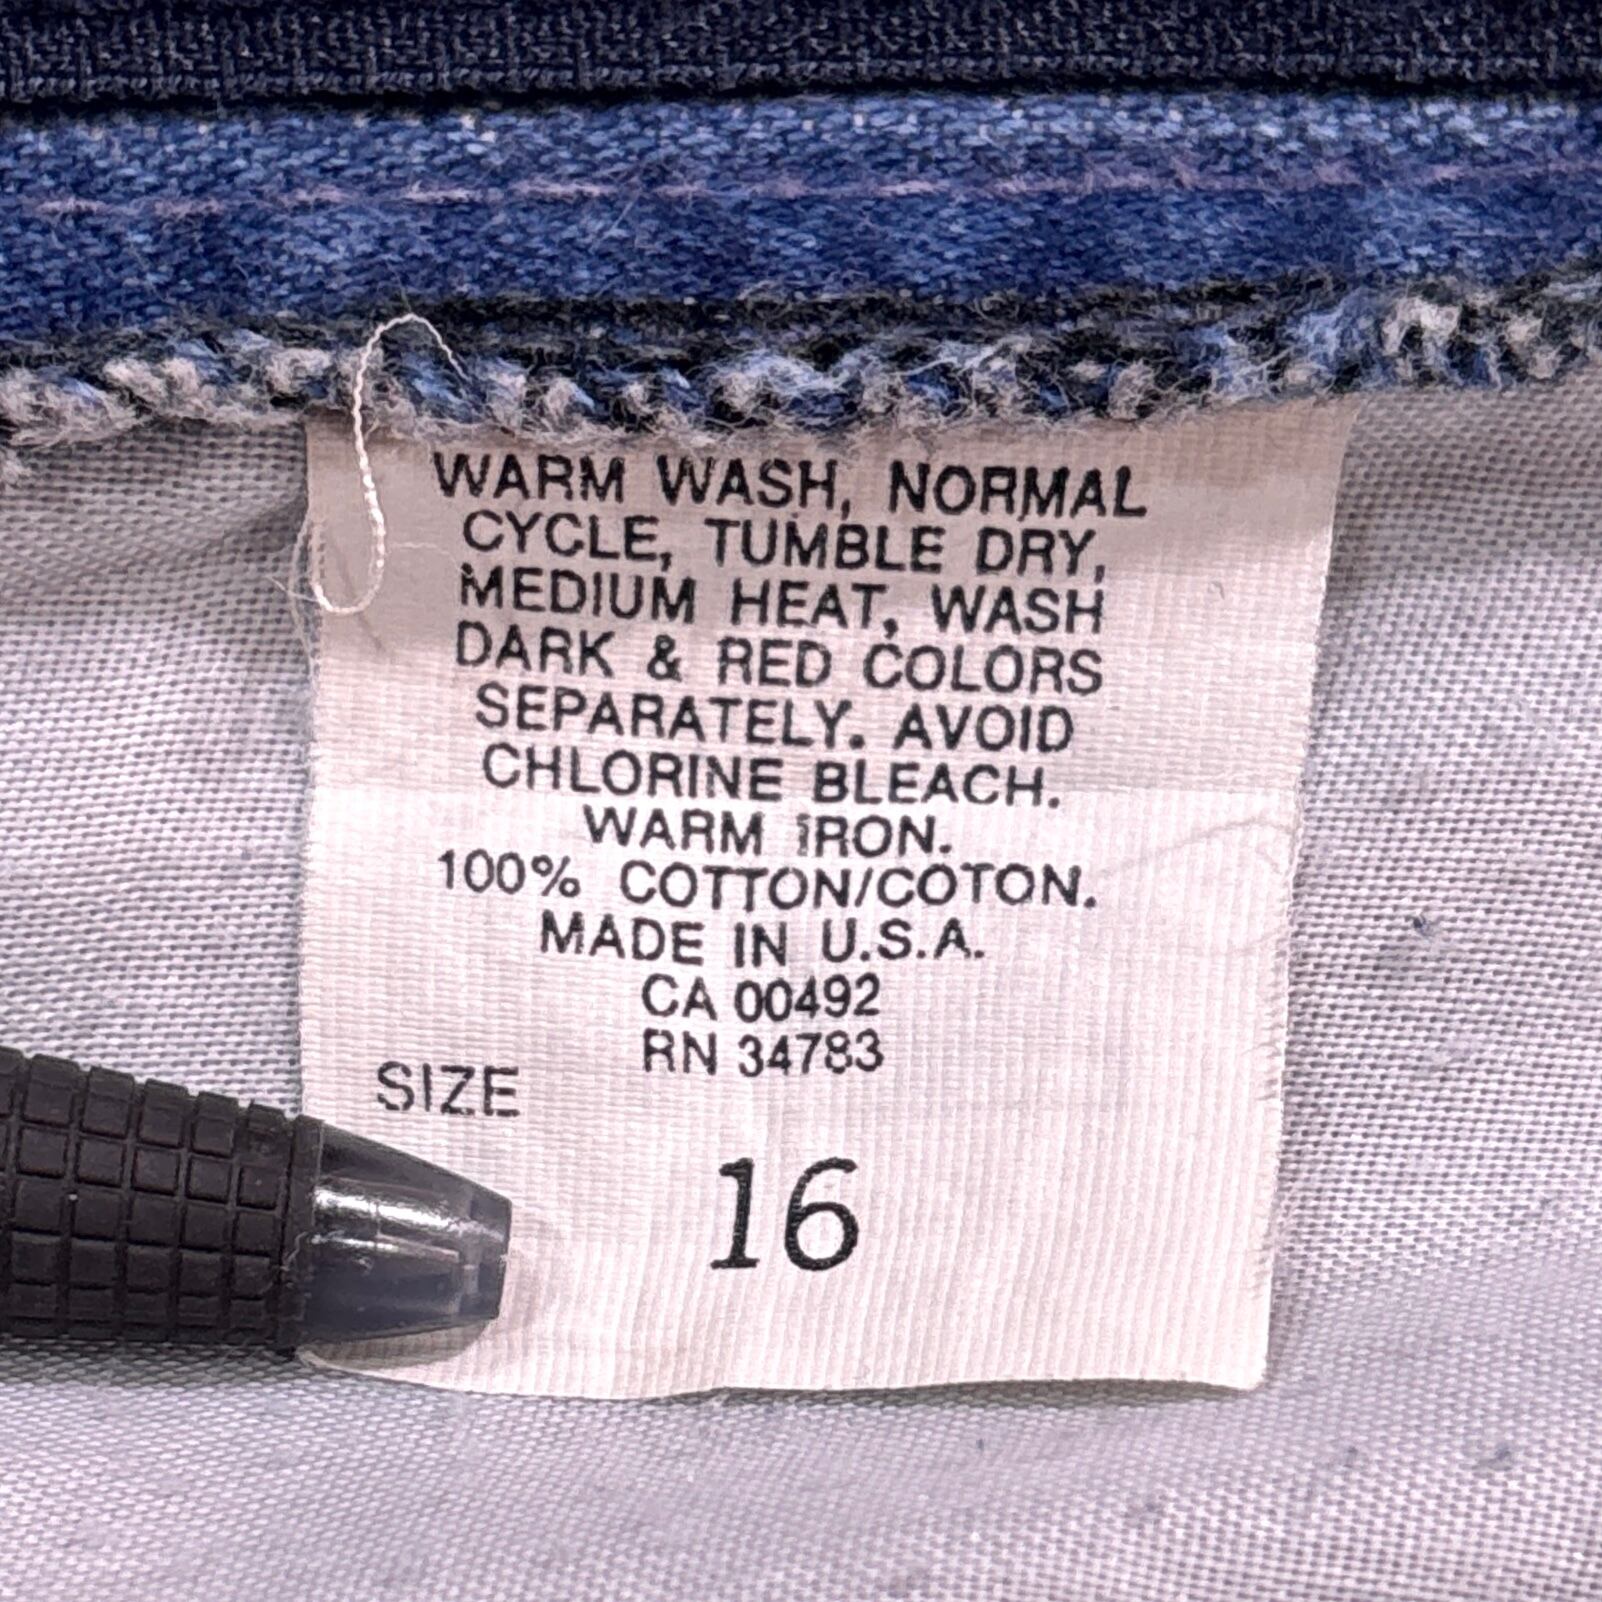 WARM WASH, NORMAL
CYCLE, TUMBLE DRY,
MEDIUM HEAT, WASH
DARK & RED COLORS
SEPARATELY. AVOID
CHLORINE BLEACH.
WARM IRON.
100% COTTON/COTON.
MADE IN U.S.A.
CA 00492
RN 34783
SIZE
16